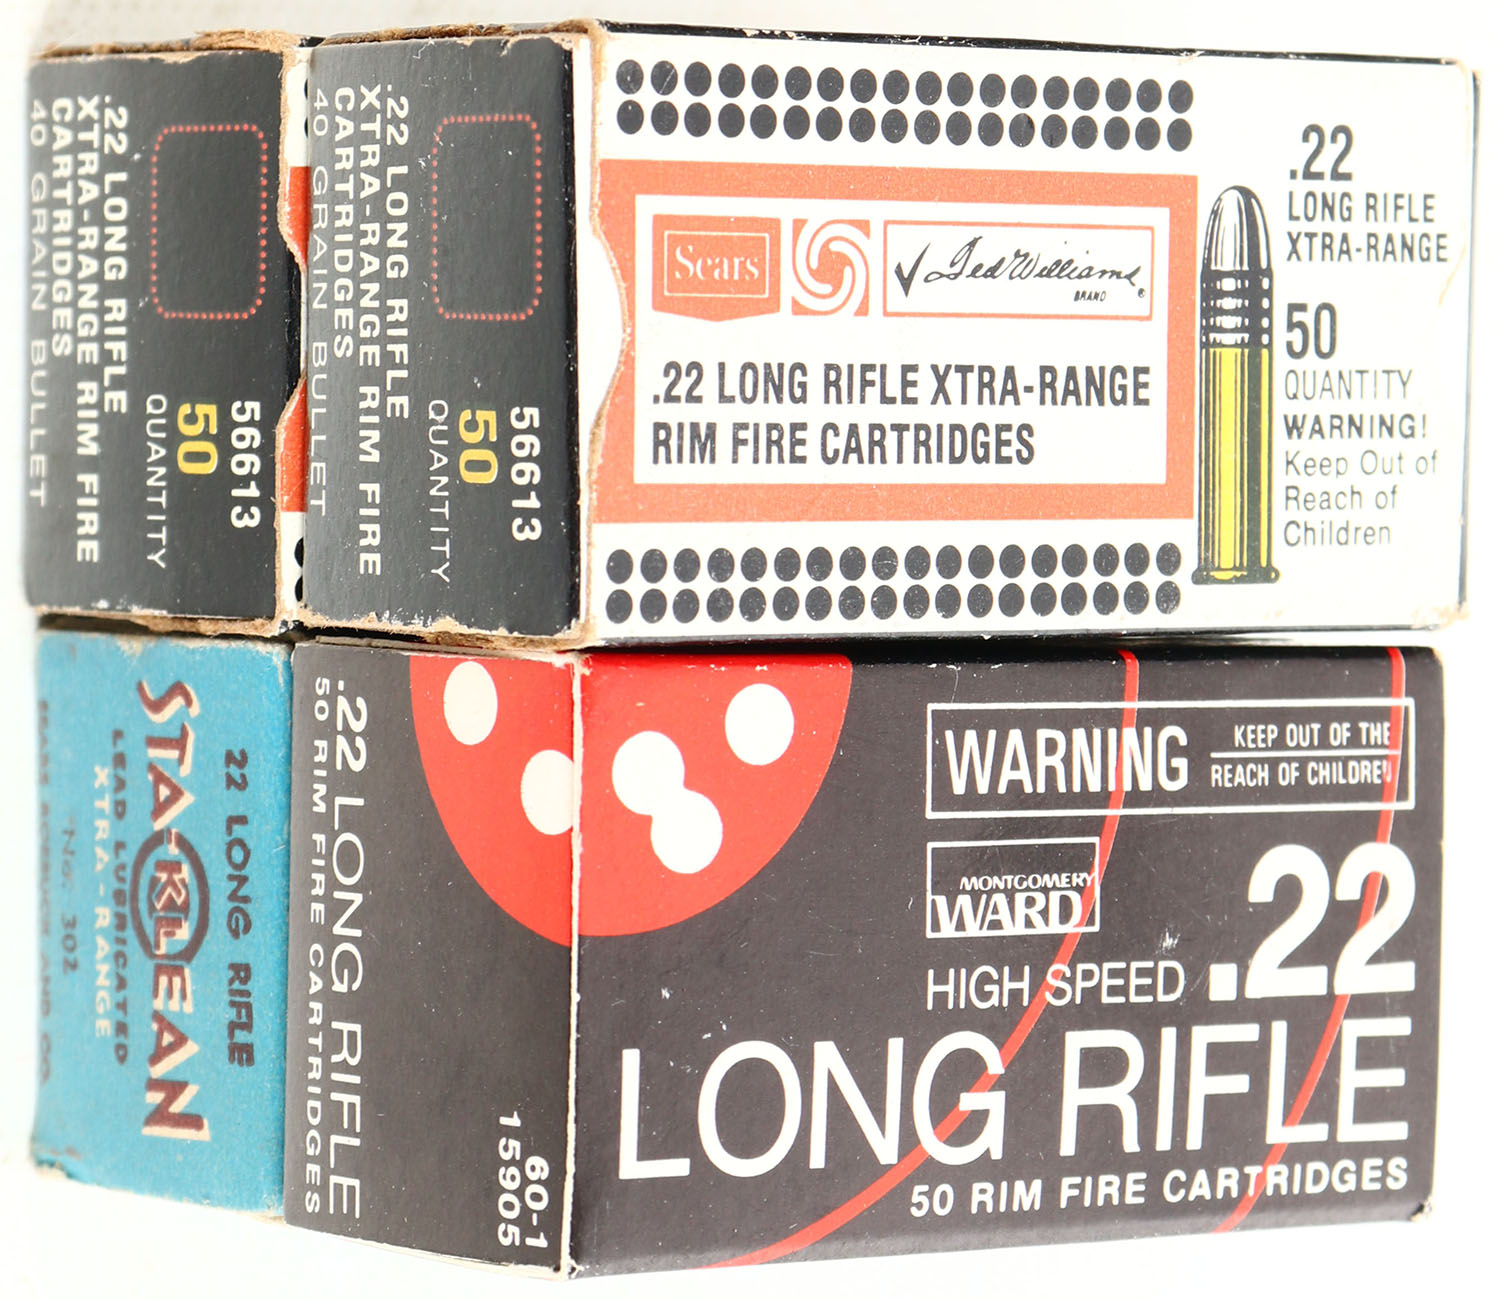 .22 LONG RIFLE
XTRA-RANGE RIM FIRE
CARTRIDGES
40 GRAIN BULLET
56613
50
QUANTITY
.22 LONG RIFLE
XTRA-RANGE RIM FIRE
CARTRIDGES
40 GRAIN BULLET
56613
50
QUANTITY
Sears
Ted Williams
BRAND ®
.22 LONG RIFLE XTRA-RANGE
RIM FIRE CARTRIDGES
.22
LONG RIFLE
XTRA-RANGE
50
QUANTITY
WARNING!
Keep Out of
Reach of
Children
22 LONG RIFLE
STA-KLEAN
LEAD LUBRICATED
XTRA-RANGE
No. 302
SEARS ROEBUCK AND CO.
.22 LONG RIFLE
50 RIM FIRE CARTRIDGES
60-1
15905
WARNING
KEEP OUT OF THE
REACH OF CHILDREN
MONTGOMERY
WARD
HIGH SPEED .22
LONG RIFLE
50 RIM FIRE CARTRIDGES